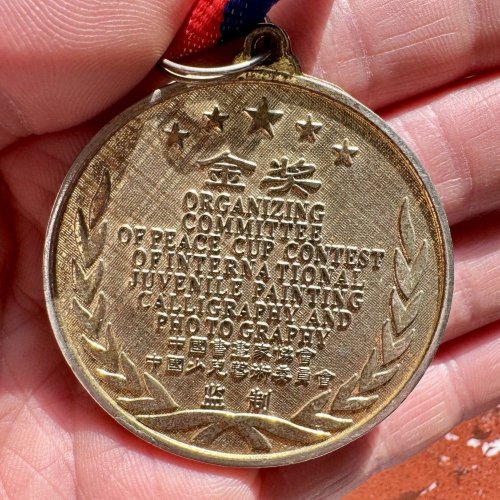 金奖
ORGANIZING
COMMITTEE
OF PEACE CUP CONTEST
OF INTERNATIONAL
JUVENILE PAINTING
CALLIGRAPHY AND
PHOTOGRAPHY
中國書畫家協會
中國少兒藝術委員會
监制